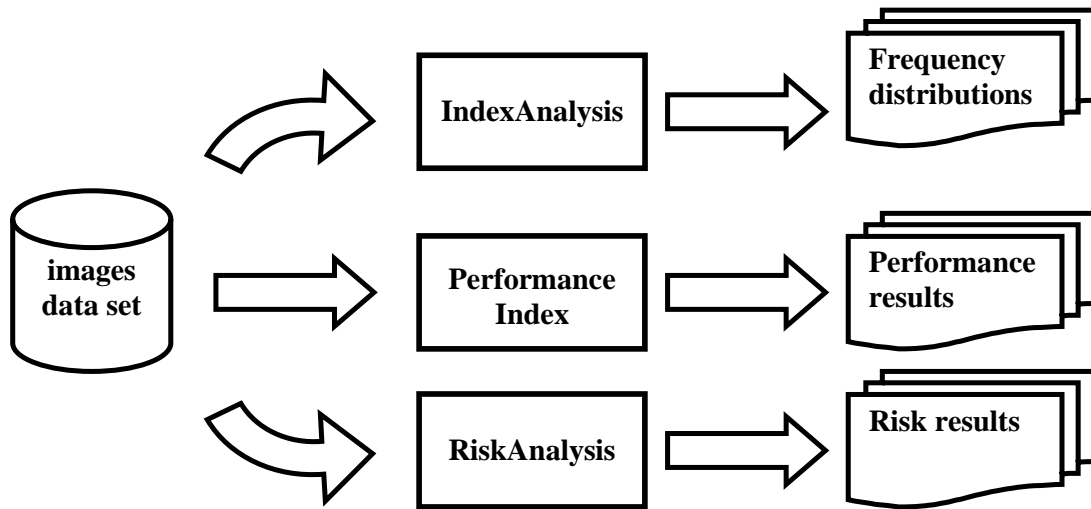 images
data set
IndexAnalysis
Frequency
distributions
Performance
Index
Performance
results
RiskAnalysis
Risk results